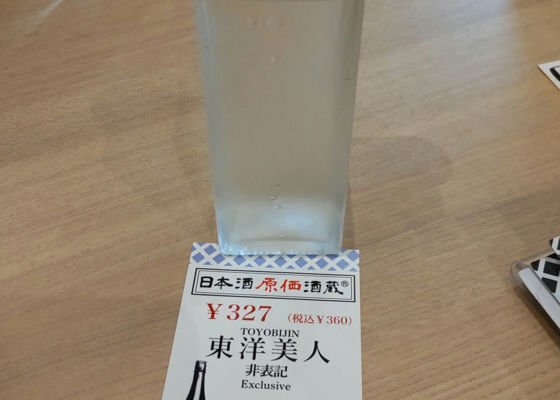 日本酒原価酒蔵®
¥327 (税込¥360)
TOYOBIJIN
東洋美人
非表記
Exclusive